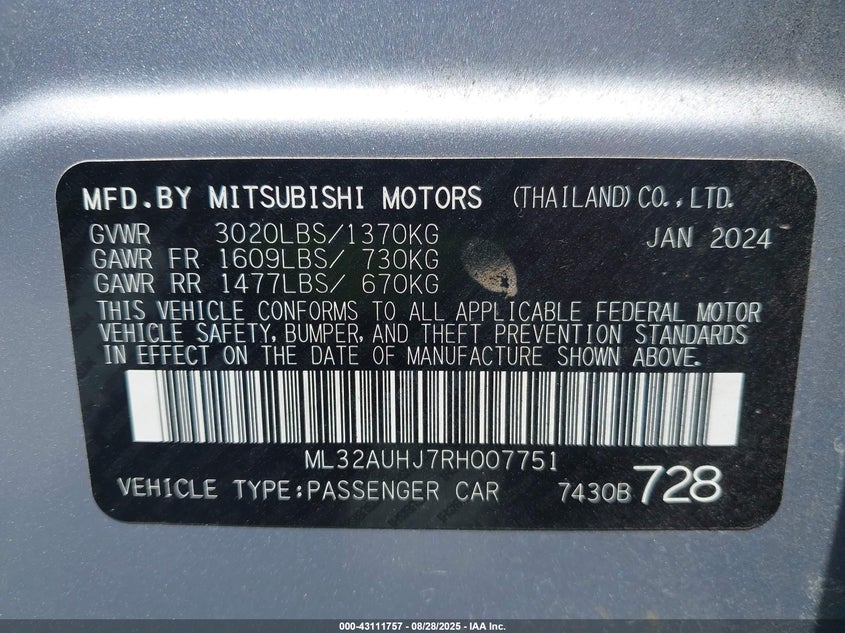 MFD.BY MITSUBISHI MOTORS (THAILAND) CO.,LTD.
GVWR 3020LBS/1370KG JAN 2024
GAWR FR 1609LBS/ 730KG
GAWR RR 1477LBS/ 670KG
THIS VEHICLE CONFORMS TO ALL APPLICABLE FEDERAL MOTOR
VEHICLE SAFETY, BUMPER, AND THEFT PREVENTION STANDARDS
IN EFFECT ON THE DATE OF MANUFACTURE SHOWN ABOVE.
ML32AUHJ7RH007751
VEHICLE TYPE:PASSENGER CAR 7430B 728
000-43111757 - 08/28/2025 - IAA Inc.